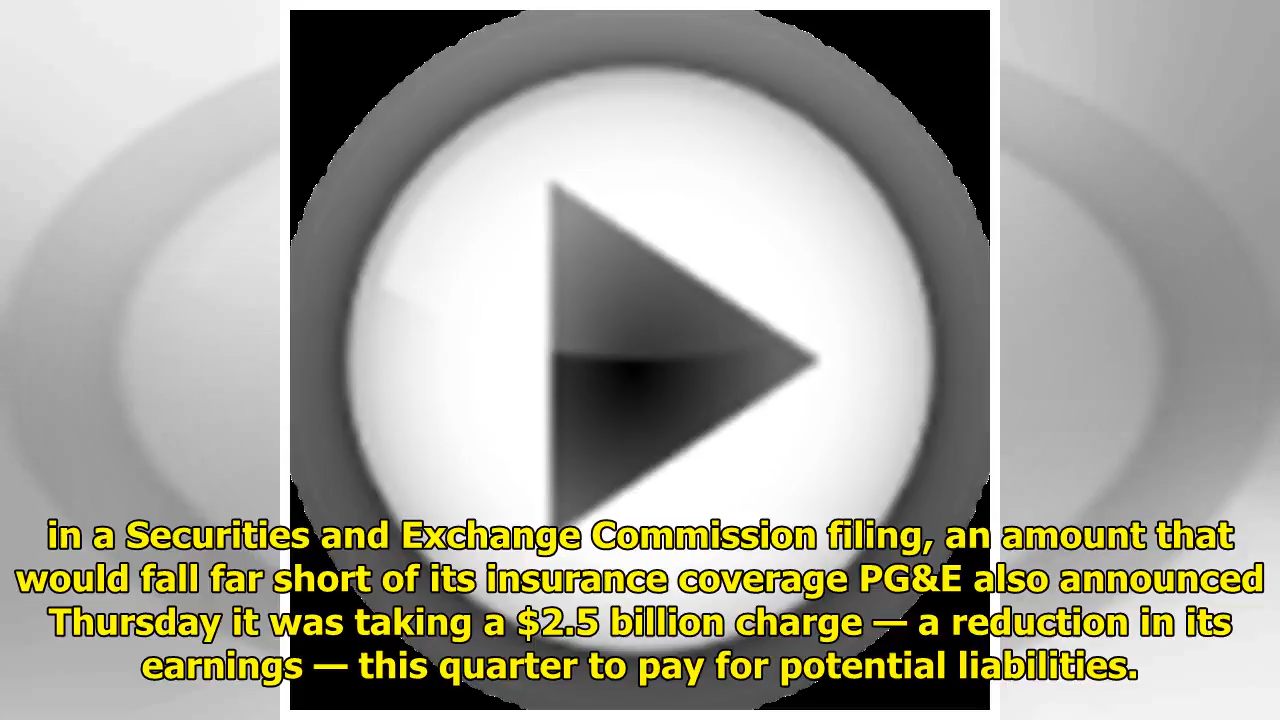 in a Securities and Exchange Commission filing, an amount that
would fall far short of its insurance coverage PG&E also announced
Thursday it was taking a $2.5 billion charge — a reduction in its
earnings — this quarter to pay for potential liabilities.